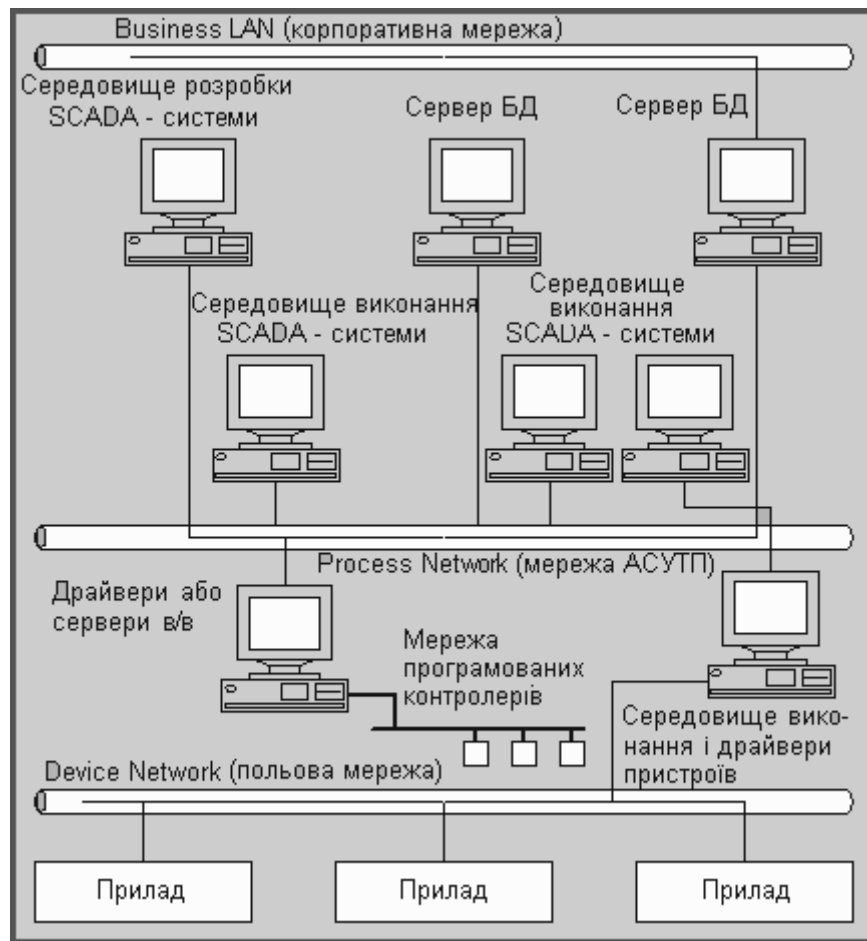 Business LAN (корпоративна мережа)
Середовище розробки
SCADA - системи
Сервер БД
Сервер БД
Середовище виконання
SCADA - системи
Середовище
виконання
SCADA - системи
Process Network (мережа АСУТП)
Драйвери або
сервери в/в
Мережа
програмованих
контролерів
Середовище вико-
нання і драйвери
пристроїв
Device Network (польова мережа)
Прилад
Прилад
Прилад